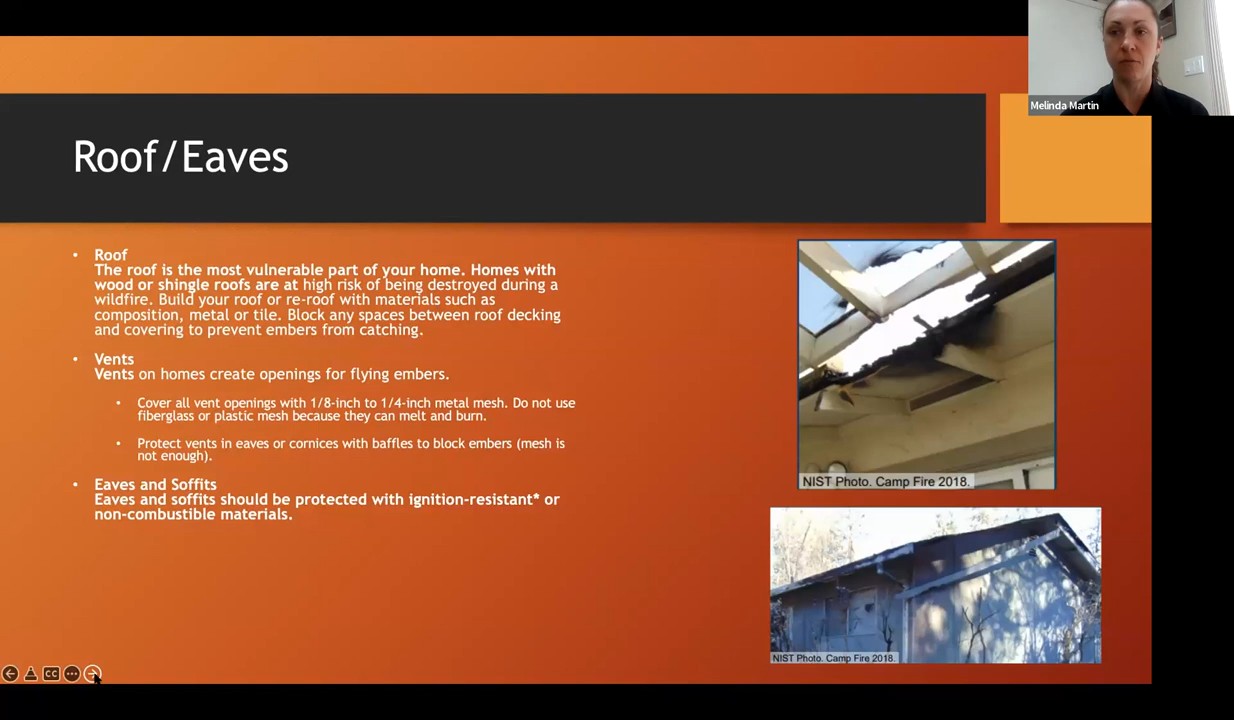 Melinda Martin
Roof/Eaves
• Roof
The roof is the most vulnerable part of your home. Homes with
wood or shingle roofs are at high risk of being destroyed during a
wildfire. Build your roof or re-roof with materials such as
composition, metal or tile. Block any spaces between roof decking
and covering to prevent embers from catching.
• Vents
Vents on homes create openings for flying embers.
• Cover all vent openings with 1/8-inch to 1/4-inch metal mesh. Do not use
fiberglass or plastic mesh because they can melt and burn.
• Protect vents in eaves or cornices with baffles to block embers (mesh is
not enough).
• Eaves and Soffits
Eaves and soffits should be protected with ignition-resistant* or
non-combustible materials.
NIST Photo. Camp Fire 2018.
NIST Photo. Camp Fire 2018.
CC